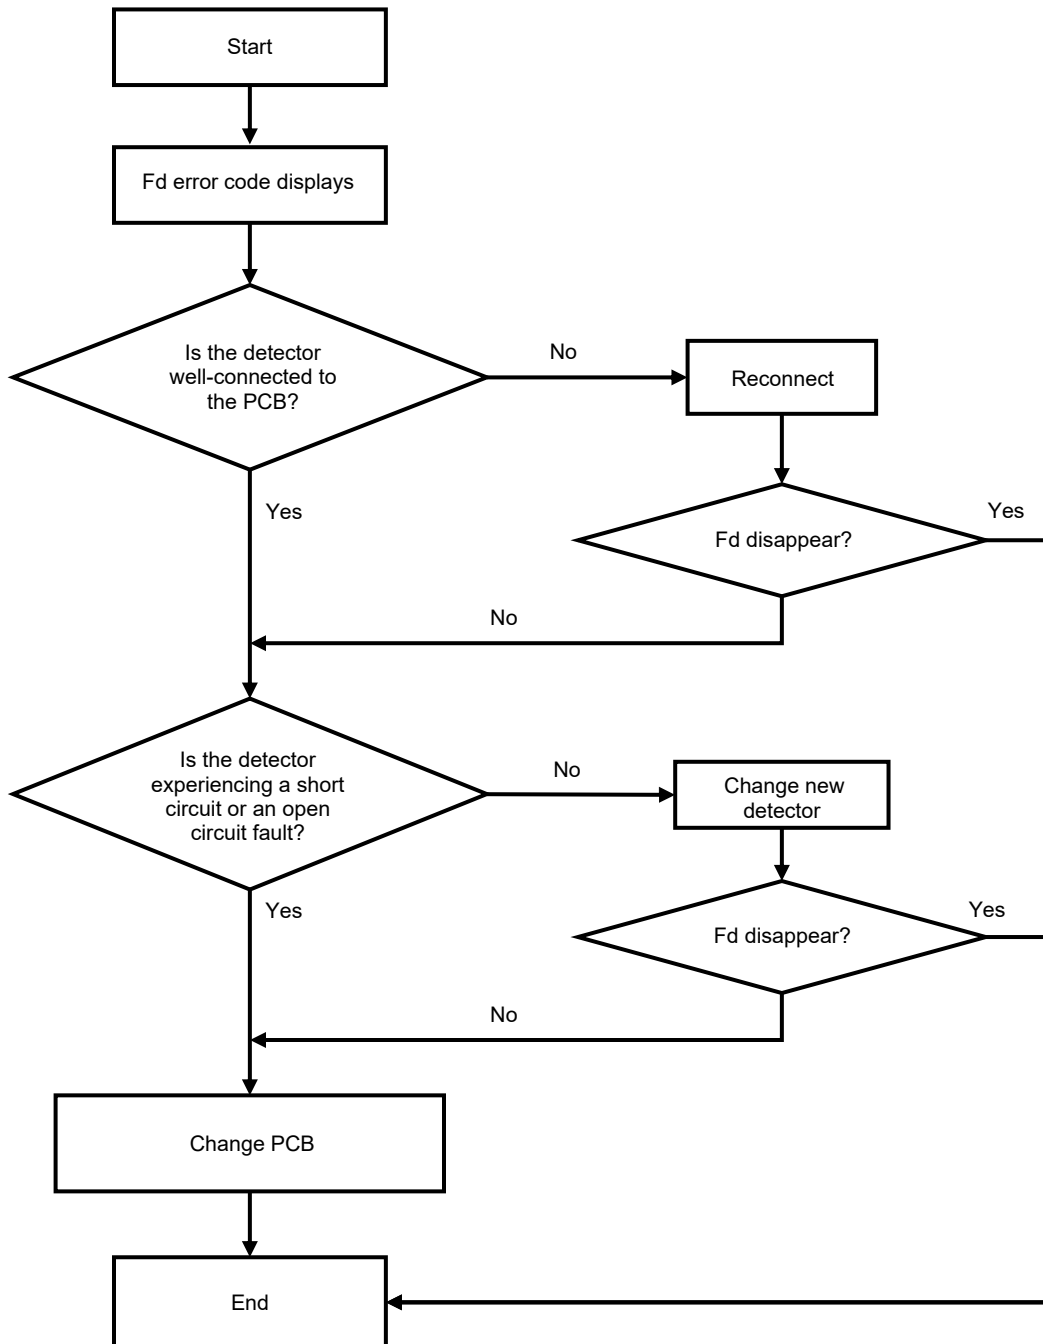 Start
Fd error code displays
Is the detector
well-connected to
the PCB?
No
Reconnect
Yes
Fd disappear?
Yes
No
Is the detector
experiencing a short
circuit or an open
circuit fault?
No
Change new
detector
Yes
Fd disappear?
Yes
No
Change PCB
End